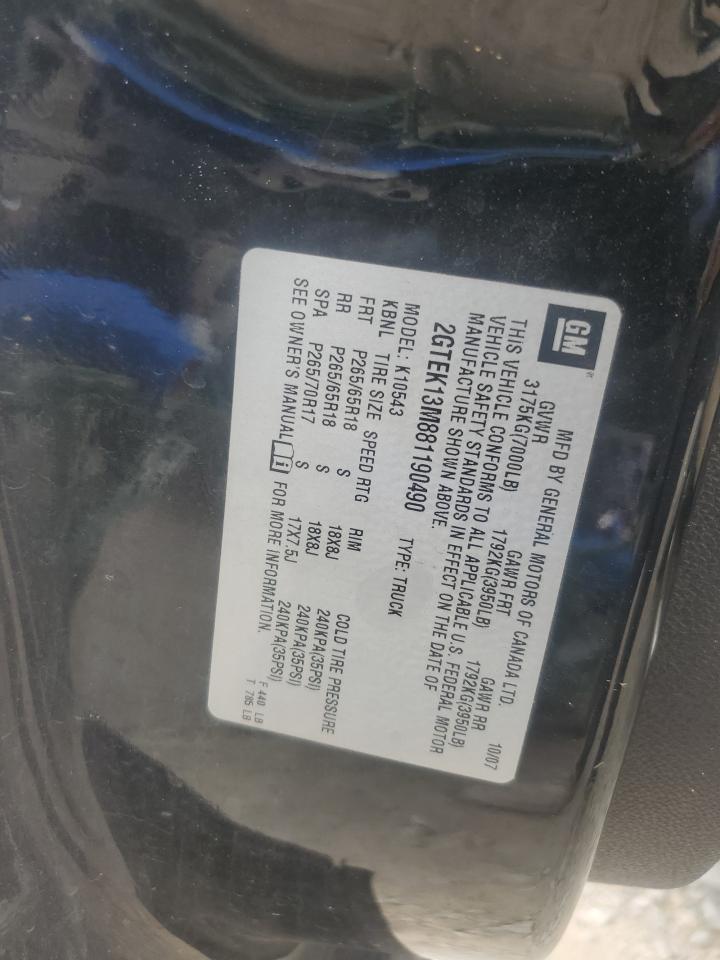 GM
MFD BY GENERAL MOTORS OF CANADA LTD.
10/07
GVWR GAWR FRT GAWR RR
3175KG(7000LB) 1792KG(3950LB) 1792KG(3950LB)
THIS VEHICLE CONFORMS TO ALL APPLICABLE U.S. FEDERAL MOTOR
VEHICLE SAFETY STANDARDS IN EFFECT ON THE DATE OF
MANUFACTURE SHOWN ABOVE.
2GTEK13M881190490
TYPE: TRUCK
MODEL: K10543
KBNL TIRE SIZE SPEED RTG RIM COLD TIRE PRESSURE
FRT P265/65R18 S 18X8J 240KPA(35PSI)
RR P265/65R18 S 18X8J 240KPA(35PSI)
SPA P265/70R17 S 17X7.5J 240KPA(35PSI)
SEE OWNER'S MANUAL i FOR MORE INFORMATION.
F 440 LB
T 785 LB